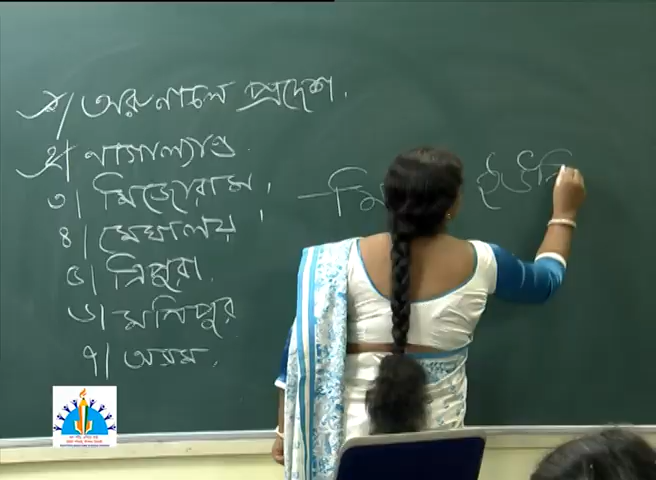 ১/ অরুণাচল প্রদেশ .
২/ নাগাল্যাণ্ড .
৩/ মিজোরাম ,
৪/ মেঘালয় ।
৫/ ত্রিপুরা .
৬/ মণিপুর
৭/ অসম .